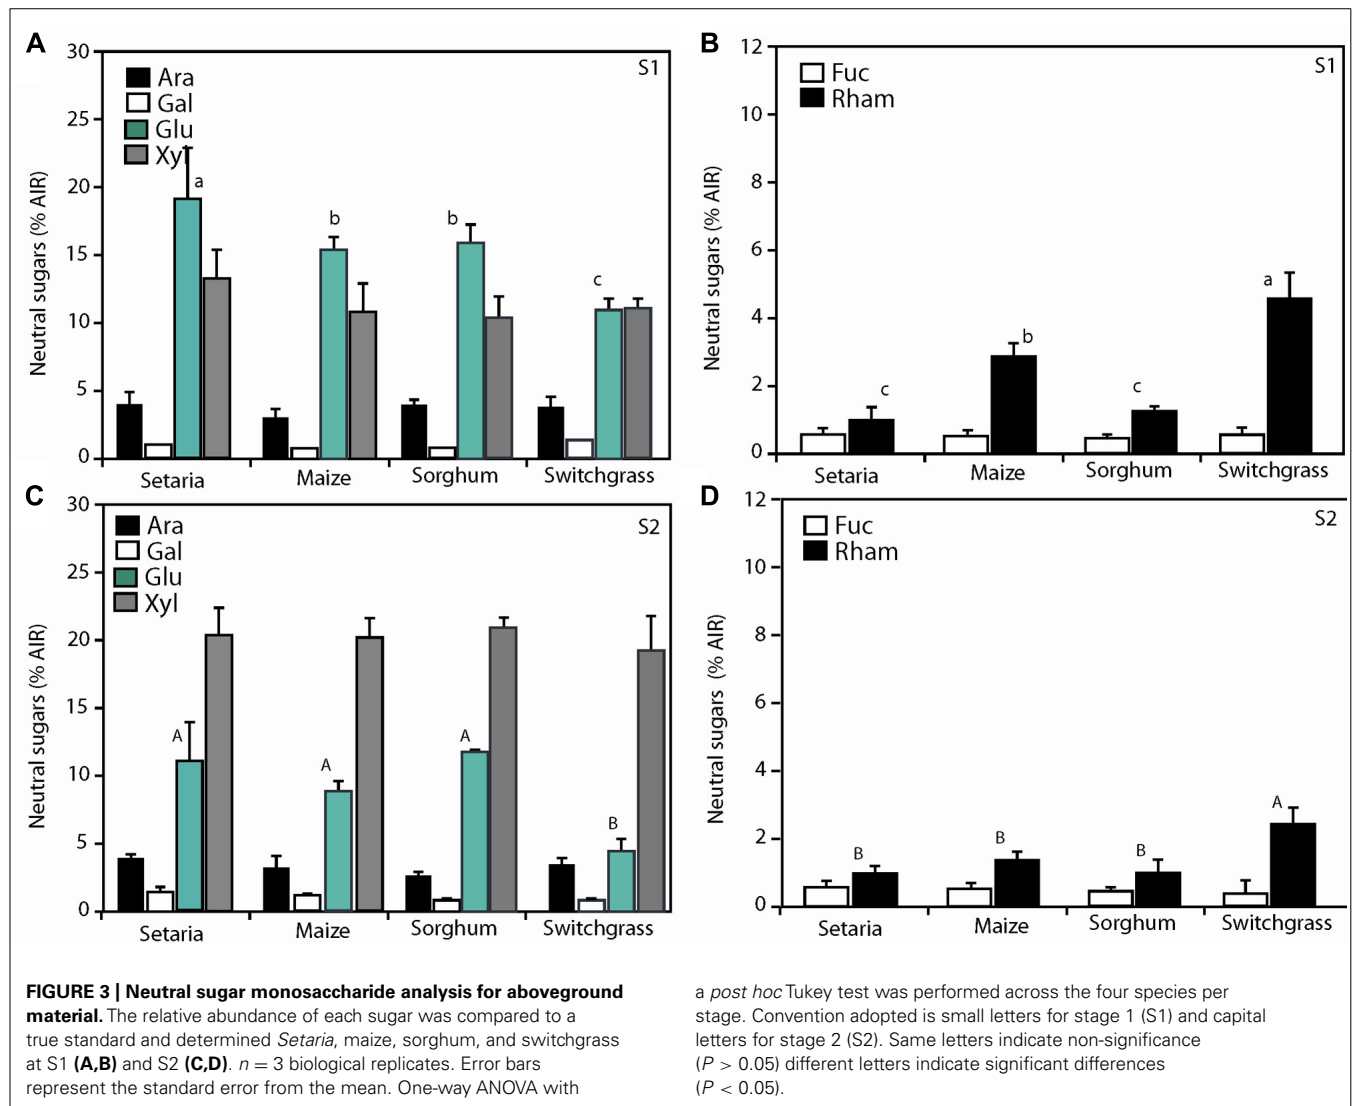 A
30
25
20
15
10
5
0
Neutral sugars (% AIR)
Ara
Gal
Glu
Xyl
S1
a
b
b
c
Setaria
Maize
Sorghum
Switchgrass
B
12
10
8
6
4
2
0
Neutral sugars (% AIR)
Fuc
Rham
S1
c
b
c
a
Setaria
Maize
Sorghum
Switchgrass
C
30
25
20
15
10
5
0
Neutral sugars (% AIR)
Ara
Gal
Glu
Xyl
S2
A
A
A
B
Setaria
Maize
Sorghum
Switchgrass
D
12
10
8
6
4
2
0
Neutral sugars (% AIR)
Fuc
Rham
S2
B
B
B
A
Setaria
Maize
Sorghum
Switchgrass
FIGURE 3 | Neutral sugar monosaccharide analysis for aboveground
material. The relative abundance of each sugar was compared to a
true standard and determined Setaria, maize, sorghum, and switchgrass
at S1 (A,B) and S2 (C,D). n = 3 biological replicates. Error bars
represent the standard error from the mean. One-way ANOVA with
a post hoc Tukey test was performed across the four species per
stage. Convention adopted is small letters for stage 1 (S1) and capital
letters for stage 2 (S2). Same letters indicate non-significance
(P > 0.05) different letters indicate significant differences
(P < 0.05).